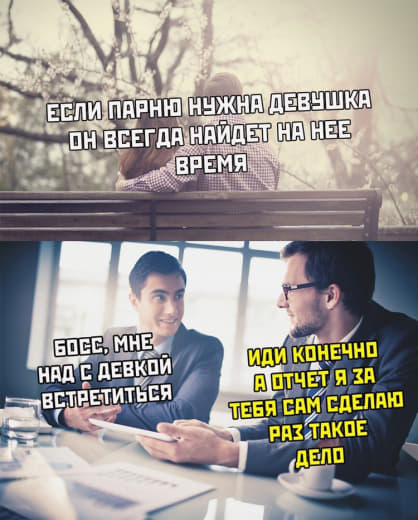 ЕСЛИ ПАРНЮ НУЖНА ДЕВУШКА
ОН ВСЕГДА НАЙДЕТ НА НЕЕ
ВРЕМЯ
БОСС, МНЕ
НАД С ДЕВКОЙ
ВСТРЕТИТЬСЯ
ИДИ КОНЕЧНО
А ОТЧЕТ Я ЗА
ТЕБЯ САМ СДЕЛАЮ
РАЗ ТАКОЕ
ДЕЛО